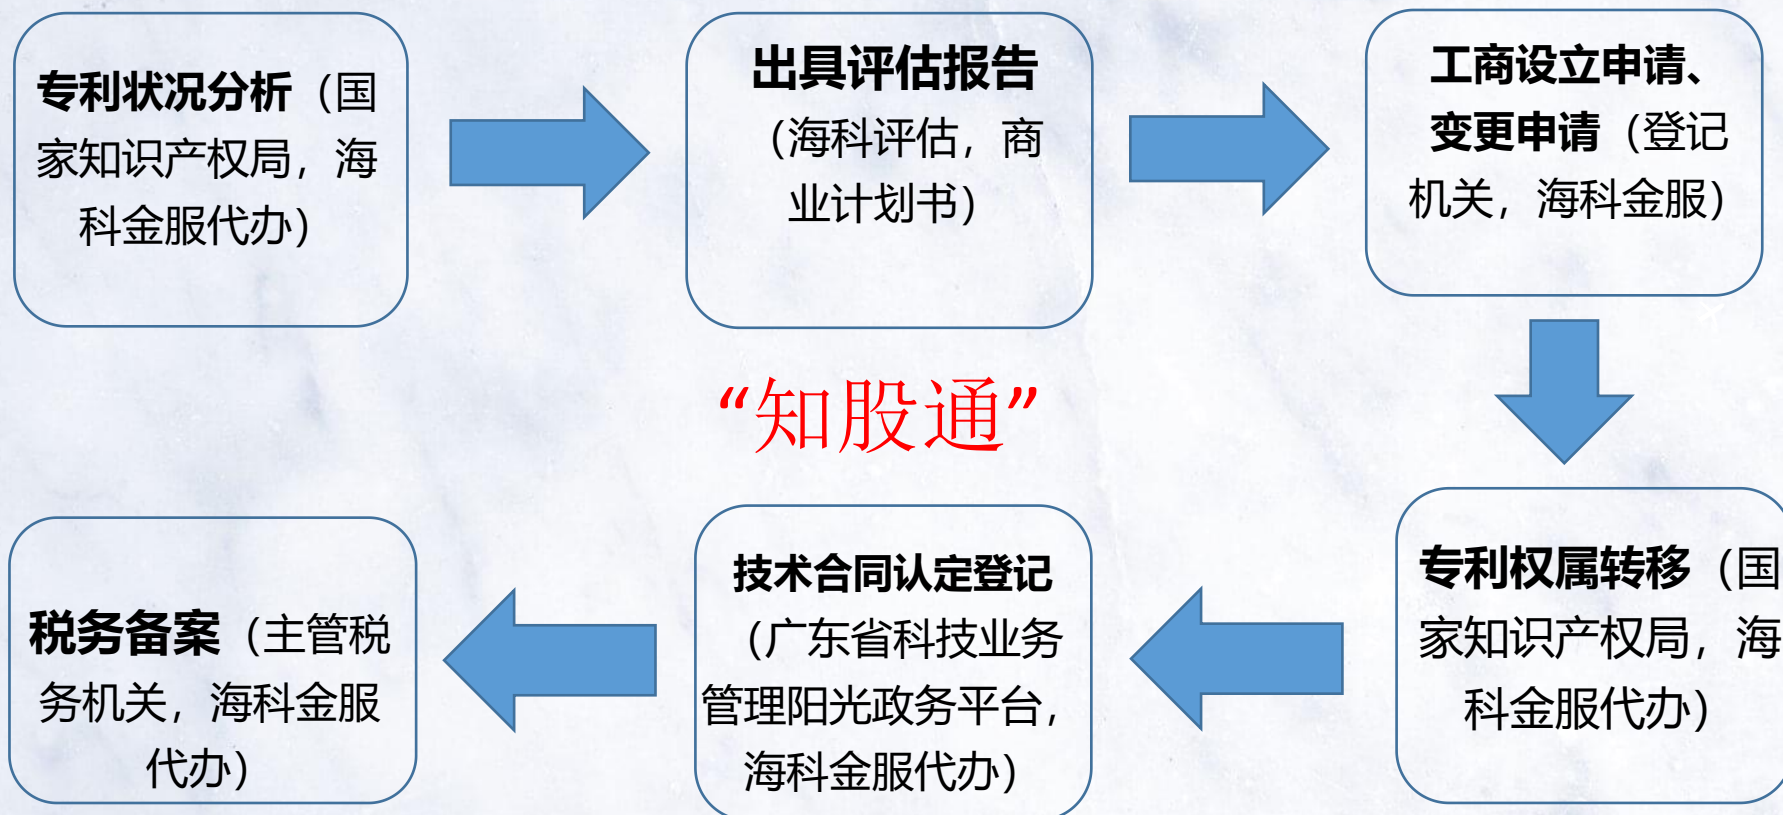 专利状况分析（国
家知识产权局，海
科金服代办）
出具评估报告
（海科评估，商
业计划书）
工商设立申请、
变更申请（登记
机关，海科金服）
“知股通”
专利权属转移（国
家知识产权局，海
科金服代办）
技术合同认定登记
（广东省科技业务
管理阳光政务平台，
海科金服代办）
税务备案（主管税
务机关，海科金服
代办）